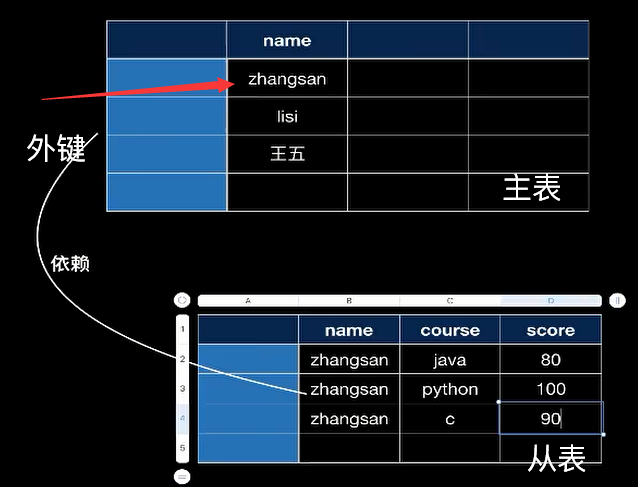 name
zhangsan
lisi
外键
王五
主表
依赖
A B C D
1 name course score
2 zhangsan java 80
3 zhangsan python 100
4 zhangsan c 90
5
从表